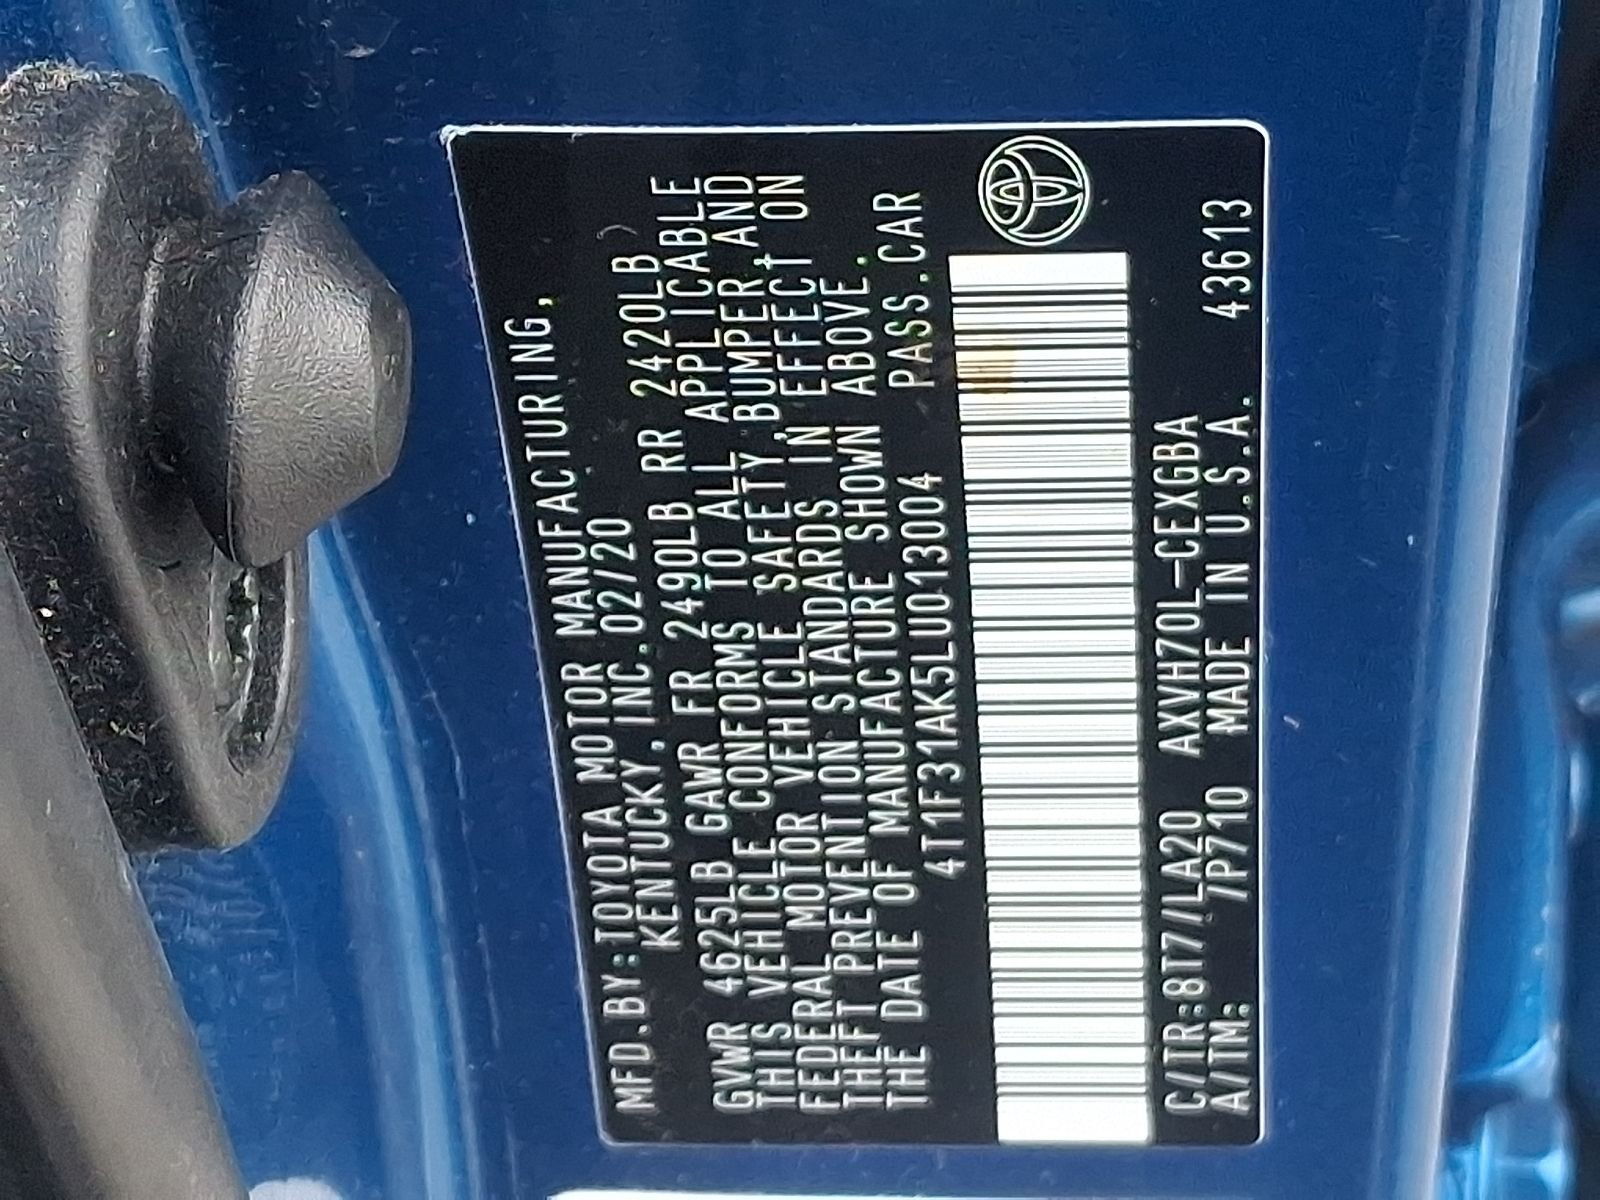 MFD.BY:TOYOTA MOTOR MANUFACTURING,
KENTUCKY, INC. 02/20
GVWR 4625LB GAWR FR 2490LB RR 2420LB
THIS VEHICLE CONFORMS TO ALL APPLICABLE
FEDERAL MOTOR VEHICLE SAFETY,BUMPER,AND
THEFT PREVENTION STANDARDS IN EFFECT ON
THE DATE OF MANUFACTURE SHOWN ABOVE.
4T1F31AK5LU013004 PASS.CAR
C/TR:8T7/LA20 AXVH70L-CEXGBA
A/TM: /P710 MADE IN U.S.A. 43613